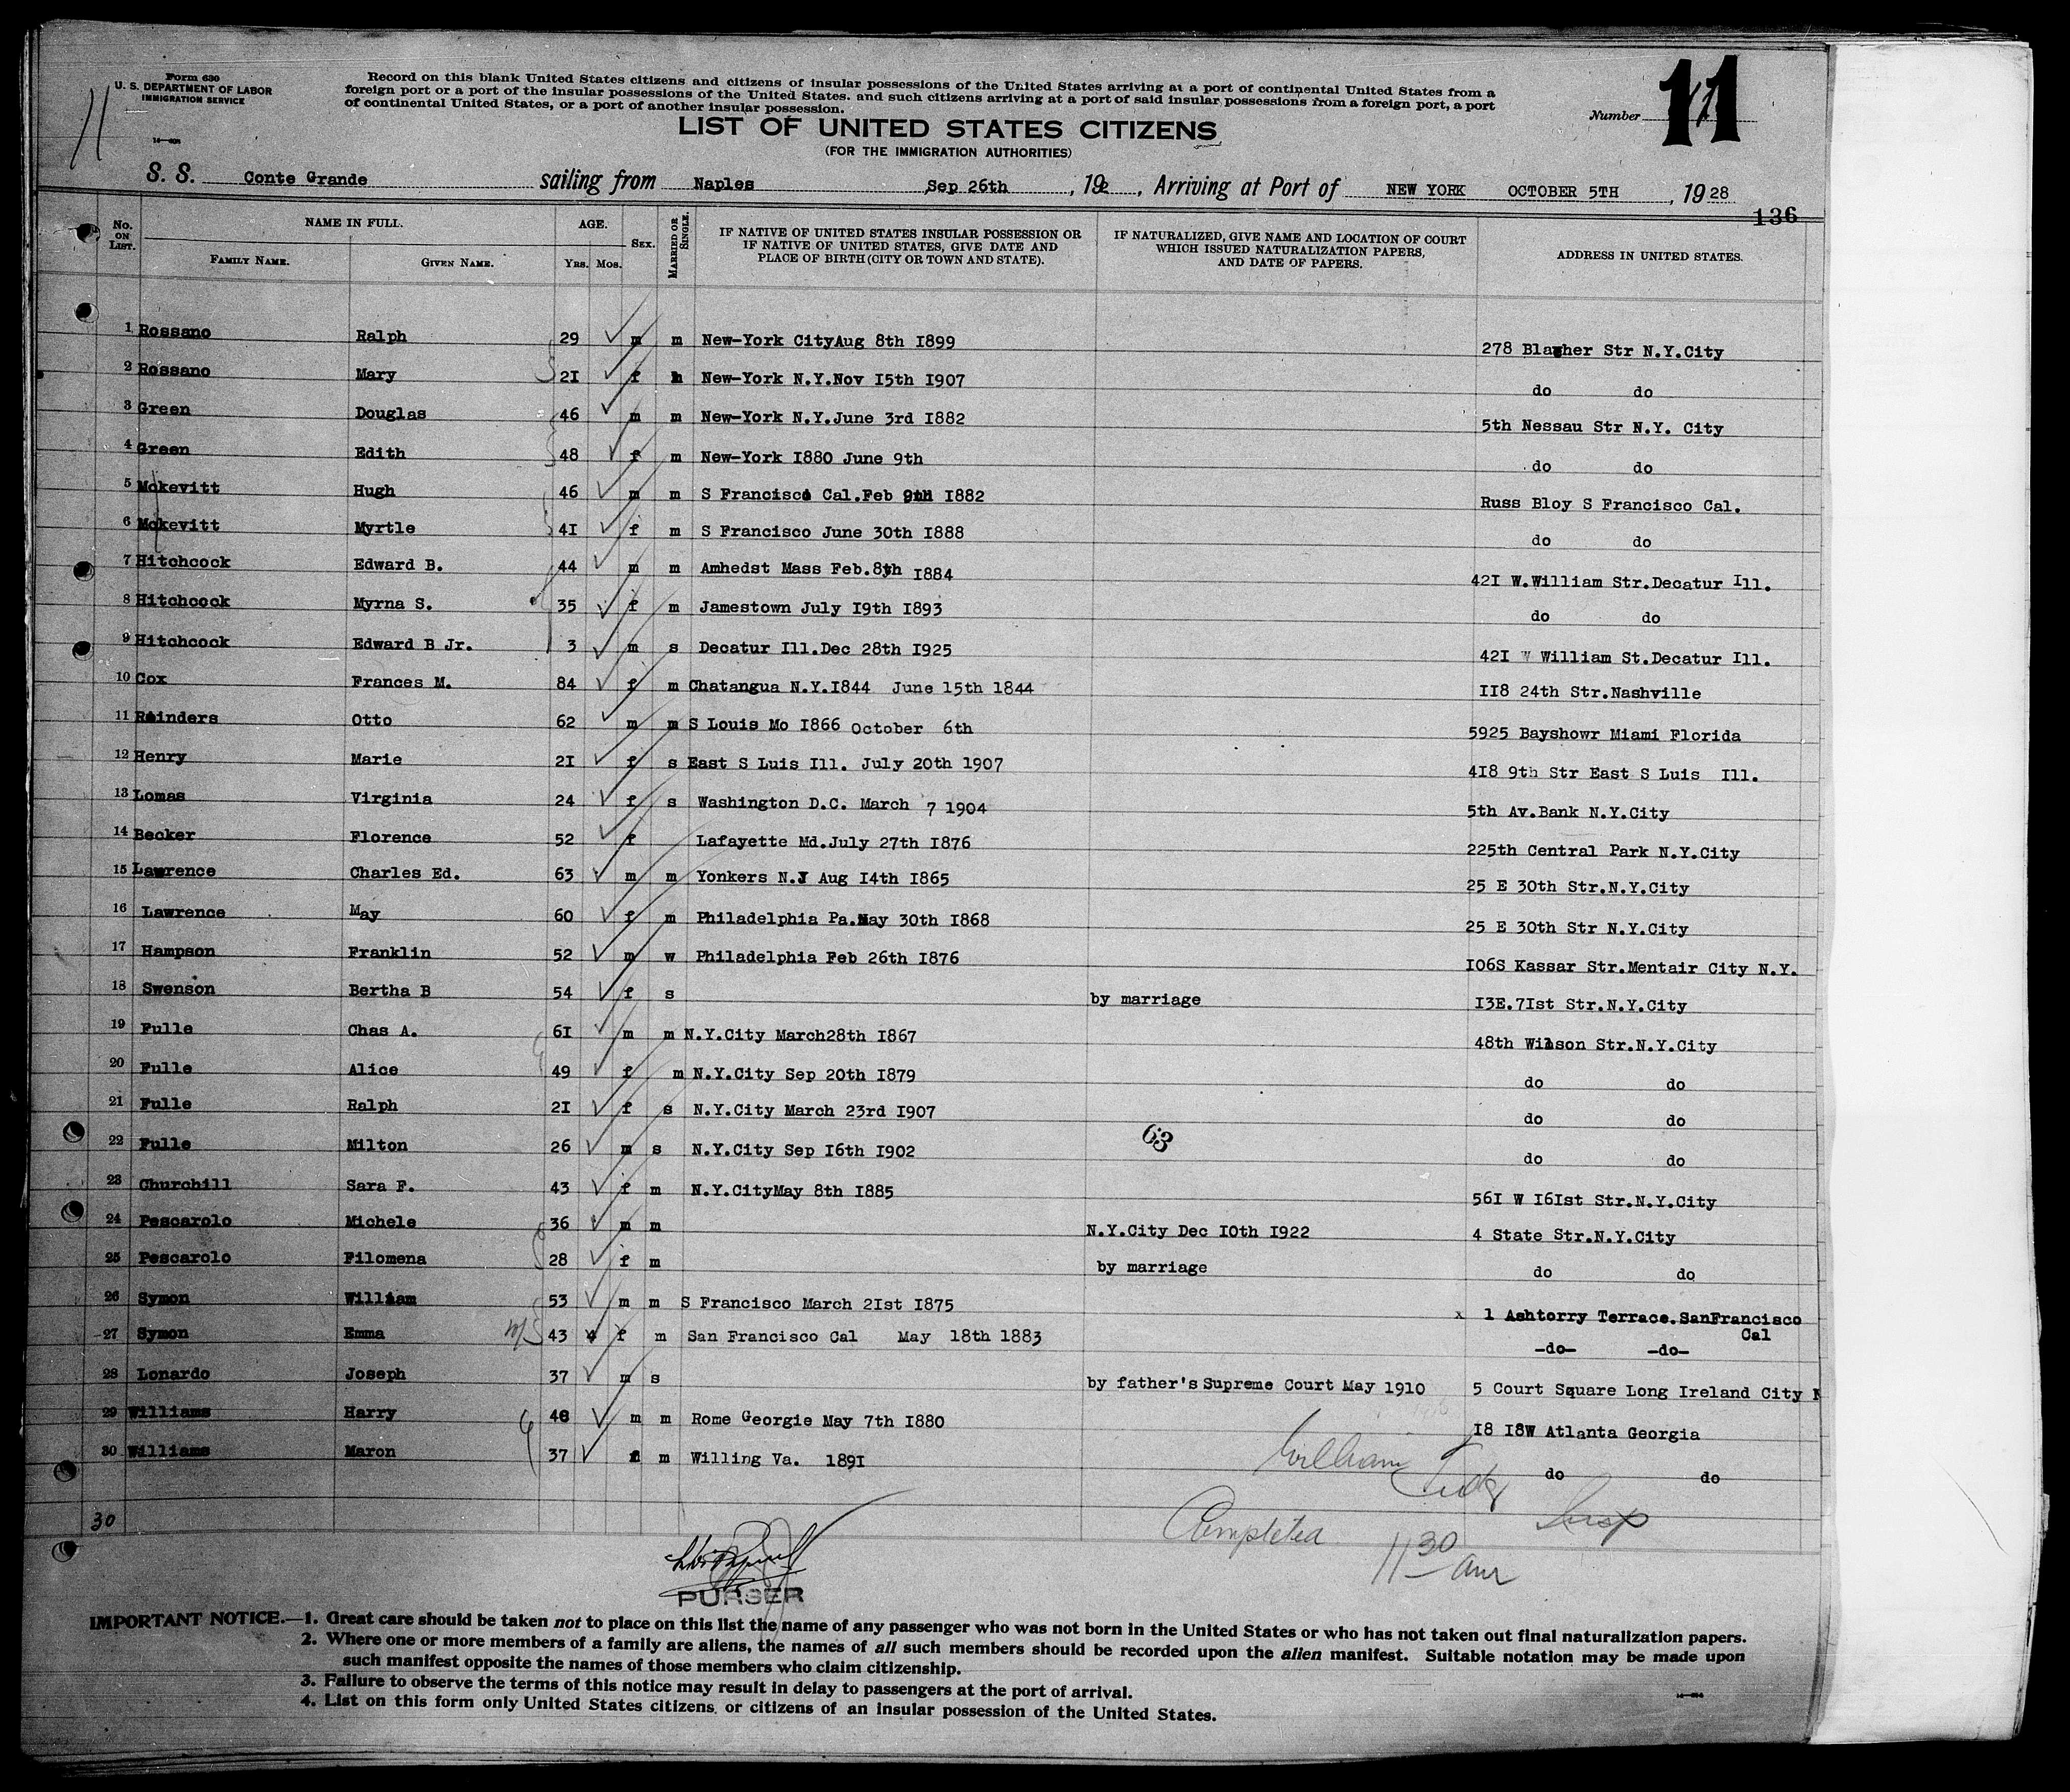 Form 630
U. S. DEPARTMENT OF LABOR
IMMIGRATION SERVICE
11
Record on this blank United States citizens and citizens of insular possessions of the United States arriving at a port of continental United States from a
foreign port or a port of the insular possessions of the United States. and such citizens arriving at a port of said insular possessions from a foreign port, a port
of continental United States, or a port of another insular possession.
Number 11
LIST OF UNITED STATES CITIZENS
(FOR THE IMMIGRATION AUTHORITIES)
S. S. Conte Grande sailing from Naples Sep 26th, 192, Arriving at Port of NEW YORK OCTOBER 5TH, 1928
136
No. ON LIST. NAME IN FULL. FAMILY NAME. GIVEN NAME. AGE. YRS. MOS. SEX. MARRIED OR SINGLE. IF NATIVE OF UNITED STATES INSULAR POSSESSION OR IF NATIVE OF UNITED STATES, GIVE DATE AND PLACE OF BIRTH (CITY OR TOWN AND STATE). IF NATURALIZED, GIVE NAME AND LOCATION OF COURT WHICH ISSUED NATURALIZATION PAPERS, AND DATE OF PAPERS. ADDRESS IN UNITED STATES.
1 Rossano Ralph 29 m m New-York CityAug 8th 1899 278 Str N.Y.City
2 Rossano Mary 21 f New-York N.Y.Nov 15th 1907 do do
3 Green Douglas 46 m m New-York N.Y.June 3rd 1882 5th Nessau Str N.Y. City
4 Green Edith 48 f m New-York 1880 June 9th do do
5 Mckevitt Hugh 46 m m S Francisco Cal.Feb 9th 1882 Russ Bloy S Francisco Cal.
6 Mckevitt Myrtle 41 f m S Francisco June 30th 1888 do do
7 Hitchcock Edward B. 44 m m Amhedst Mass Feb.8th 1884 421 W.William Str.Decatur Ill.
8 Hitchcock Myrna S. 35 f m Jamestown July 19th 1893 do do
9 Hitchcock Edward B Jr. 3 m s Decatur Ill.Dec 28th 1925 421 W William St.Decatur Ill.
10 Cox Frances M. 84 f m Chatangua N.Y.1844 June 15th 1844 118 24th Str.Nashville
11 Reinders Otto 62 m m S Louis Mo 1866 October 6th 5925 Bayshowr Miami Florida
12 Henry Marie 21 f s East S Luis Ill. July 20th 1907 418 9th Str East S Luis Ill.
13 Lomas Virginia 24 f s Washington D.C. March 7 1904 5th Av.Bank N.Y.City
14 Becker Florence 52 f Lafayette Md.July 27th 1876 225th Central Park N.Y.City
15 Lawrence Charles Ed. 63 m m Yonkers N.J Aug 14th 1865 25 E 30th Str.N.Y.City
16 Lawrence May 60 f m Philadelphia Pa.May 30th 1868 25 E 30th Str N.Y.City
17 Hampson Franklin 52 m w Philadelphia Feb 26th 1876 106S Kassar Str.Mentair City N.Y.
18 Swenson Bertha B 54 f s by marriage 13E.71st Str.N.Y.City
19 Fulle Chas A. 61 m m N.Y.City March28th 1867 48th Wilson Str.N.Y.City
20 Fulle Alice 49 f m N.Y.City Sep 20th 1879 do do
21 Fulle Ralph 21 f s N.Y.City March 23rd 1907 do do
22 Fulle Milton 26 m s N.Y.City Sep 16th 1902 do do
63
23 Churchill Sara F. 43 f m N.Y.CityMay 8th 1885 561 W 161st Str.N.Y.City
24 Pescarolo Michele 36 m m N.Y.City Dec 10th 1922 4 State Str.N.Y.City
25 Pescarolo Filomena 28 f m by marriage do do
26 Symon William 53 m m S Francisco March 21st 1875 x 1 Ashtorry Terrace.SanFrancisco Cal
27 Symon Emma 43 f m San Francisco Cal May 18th 1883 -do- -do-
28 Lonardo Joseph 37 m s by father's Supreme Court May 1910 5 Court Square Long Ireland City N
29 Williams Harry 48 m m Rome Georgie May 7th 1880 18 18W Atlanta Georgia
30 Williams Maron 37 f m Willing Va. 1891 do do
30
William
Insp
Completed 11 30 am
PURSER
IMPORTANT NOTICE.—1. Great care should be taken not to place on this list the name of any passenger who was not born in the United States or who has not taken out final naturalization papers.
2. Where one or more members of a family are aliens, the names of all such members should be recorded upon the alien manifest. Suitable notation may be made upon
such manifest opposite the names of those members who claim citizenship.
3. Failure to observe the terms of this notice may result in delay to passengers at the port of arrival.
4. List on this form only United States citizens or citizens of an insular possession of the United States.